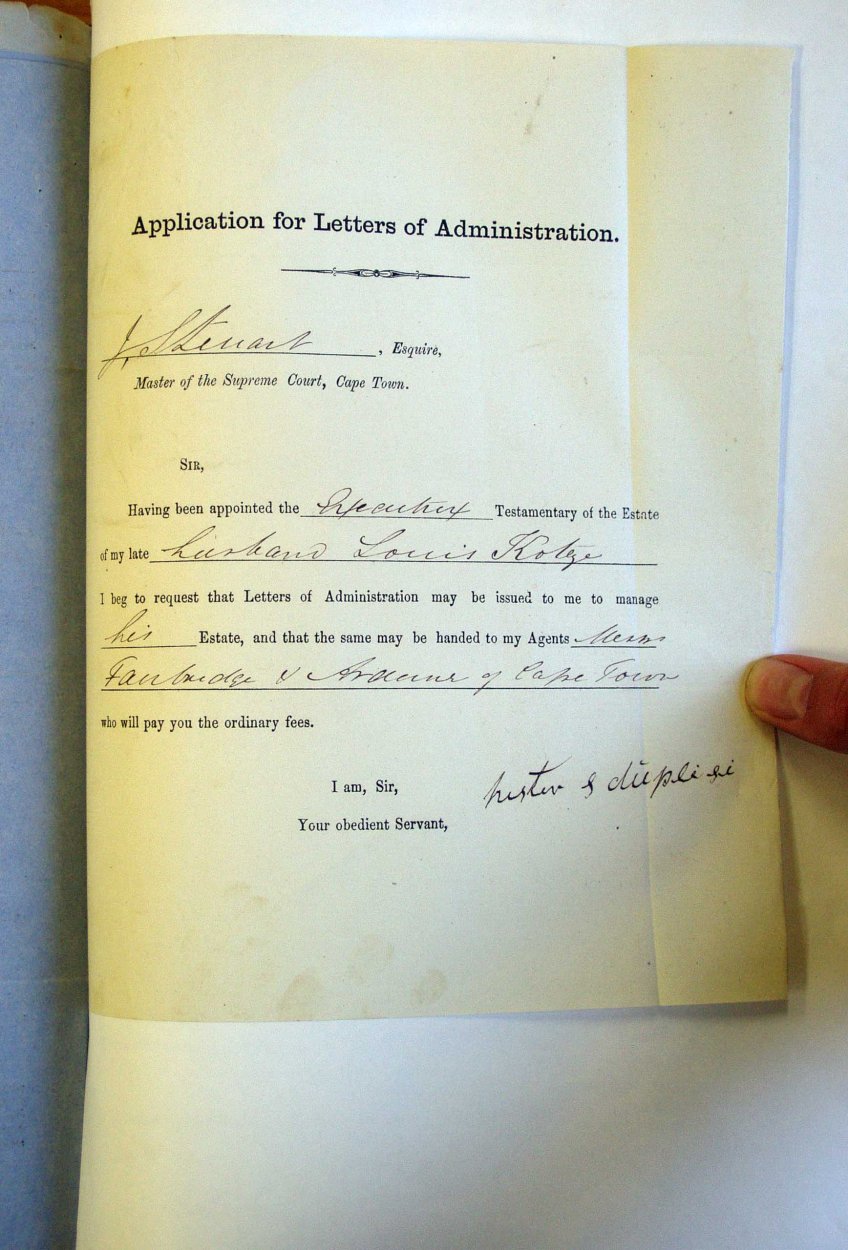 Application for Letters of Administration.
J, Steuart, Esquire,
Master of the Supreme Court, Cape Town.
SIR,
Having been appointed the Executrix Testamentary of the Estate
of my late husband Louis Kotze
I beg to request that Letters of Administration may be issued to me to manage
his Estate, and that the same may be handed to my Agents Messrs
Fairbridge & Arderne of Cape Town
who will pay you the ordinary fees.
I am, Sir,
hester s dupli si
Your obedient Servant,